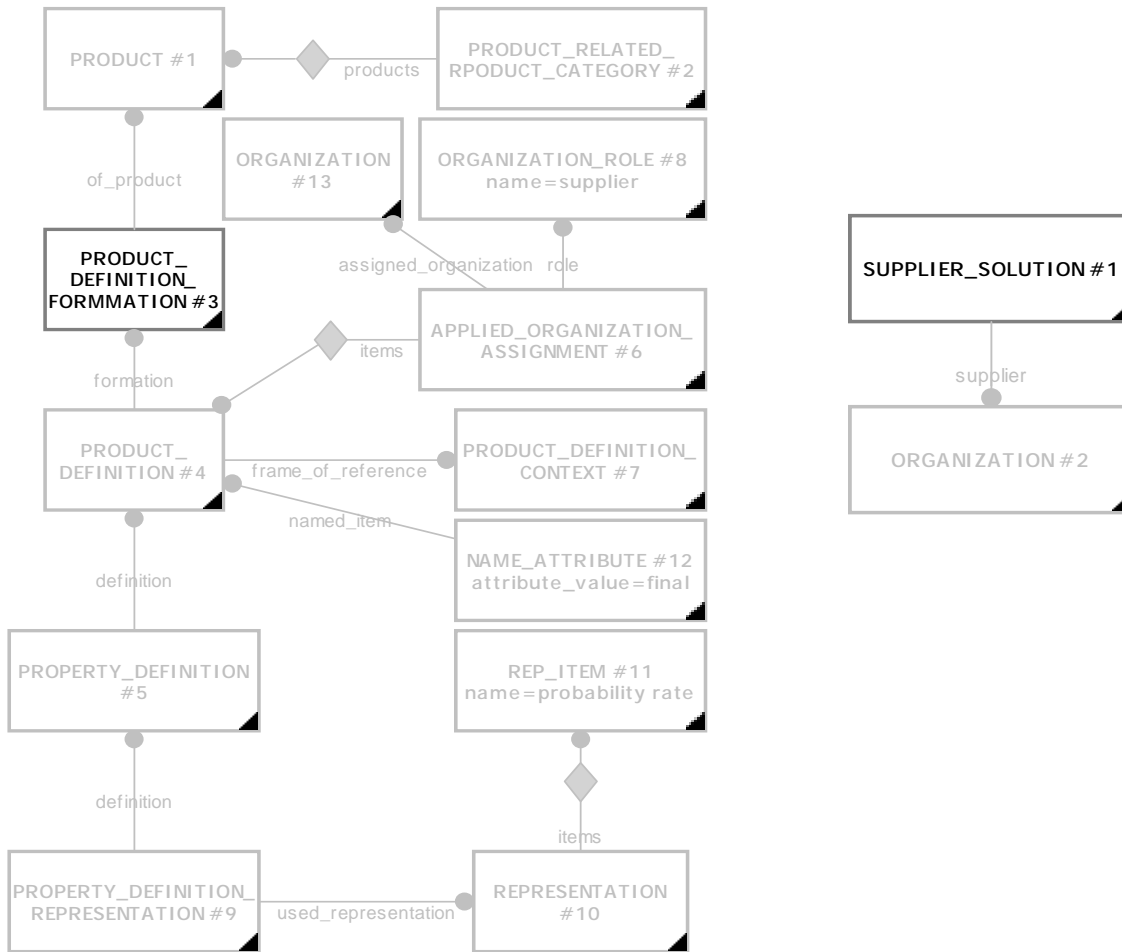 PRODUCT #1
products
PRODUCT_RELATED_
RPODUCT_CATEGORY #2
of_product
ORGANIZATION
#13
ORGANIZATION_ROLE #8
name=supplier
PRODUCT_
DEFINITION_
FORMMATION #3
assigned_organization
role
SUPPLIER_SOLUTION #1
formation
items
APPLIED_ORGANIZATION_
ASSIGNMENT #6
supplier
PRODUCT_
DEFINITION #4
frame_of_reference
PRODUCT_DEFINITION_
CONTEXT #7
ORGANIZATION #2
named_item
NAME_ATTRIBUTE #12
attribute_value=final
definition
PROPERTY_DEFINITION
#5
REP_ITEM #11
name=probability rate
definition
items
PROPERTY_DEFINITION_
REPRESENTATION #9
used_representation
REPRESENTATION
#10